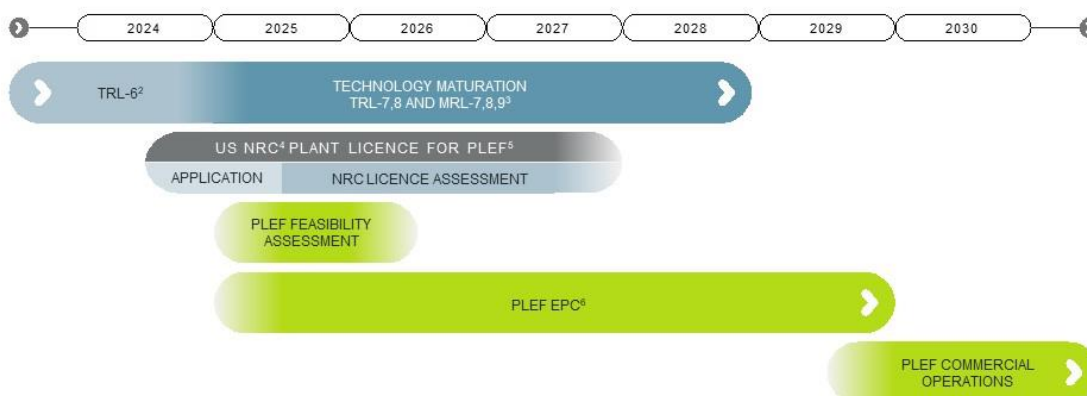 2024 2025 2026 2027 2028 2029 2030
TRL-6²
TECHNOLOGY MATURATION
TRL-7,8 AND MRL-7,8,9³
US NRC⁴ PLANT LICENCE FOR PLEF⁵
APPLICATION NRC LICENCE ASSESSMENT
PLEF FEASIBILITY
ASSESSMENT
PLEF EPC⁶
PLEF COMMERCIAL
OPERATIONS